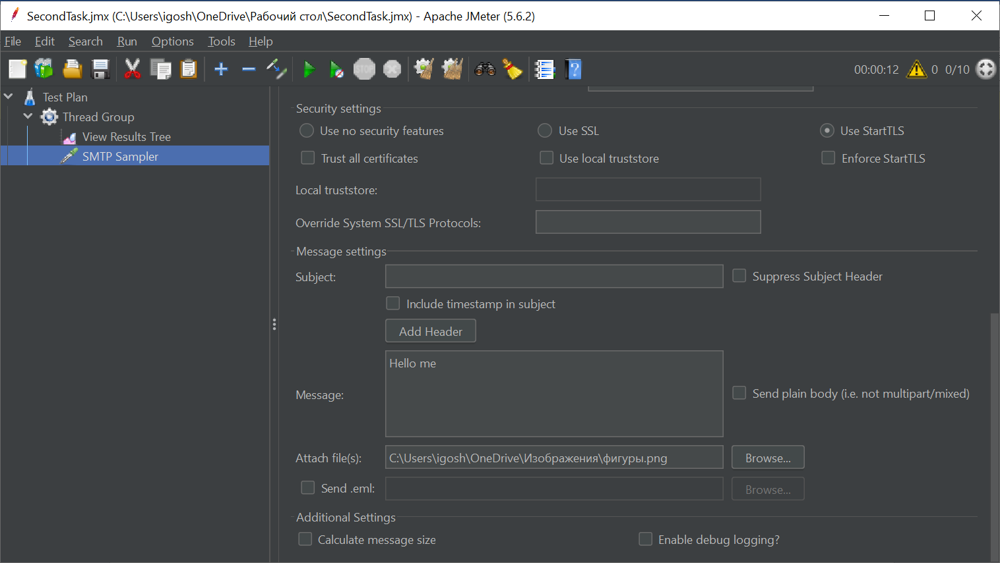 SecondTask.jmx (C:\Users\igosh\OneDrive\Рабочий стол\SecondTask.jmx) - Apache JMeter (5.6.2)
File Edit Search Run Options Tools Help
STOP
00:00:12 0 0/10
Test Plan
Thread Group
View Results Tree
SMTP Sampler
Security settings
Use no security features Use SSL Use StartTLS
Trust all certificates Use local truststore Enforce StartTLS
Local truststore:
Override System SSL/TLS Protocols:
Message settings
Subject: Suppress Subject Header
Include timestamp in subject
Add Header
Hello me
Message: Send plain body (i.e. not multipart/mixed)
Attach file(s): C:\Users\igosh\OneDrive\Изображения\фигуры.png Browse...
Send .eml: Browse...
Additional Settings
Calculate message size Enable debug logging?